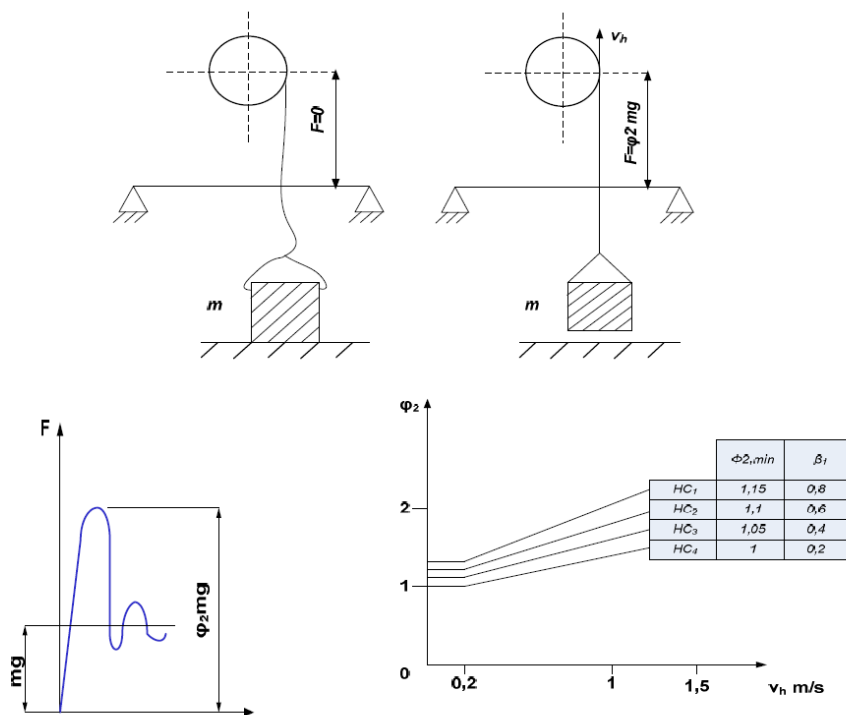 F=0
m
vₕ
F=φ2 mg
m
F
mg
φ₂mg
φ₂
2
1
0
0,2
1
1,5
vₕ m/s
Φ2,min β₁
HC₁ 1,15 0,8
HC₂ 1,1 0,6
HC₃ 1,05 0,4
HC₄ 1 0,2